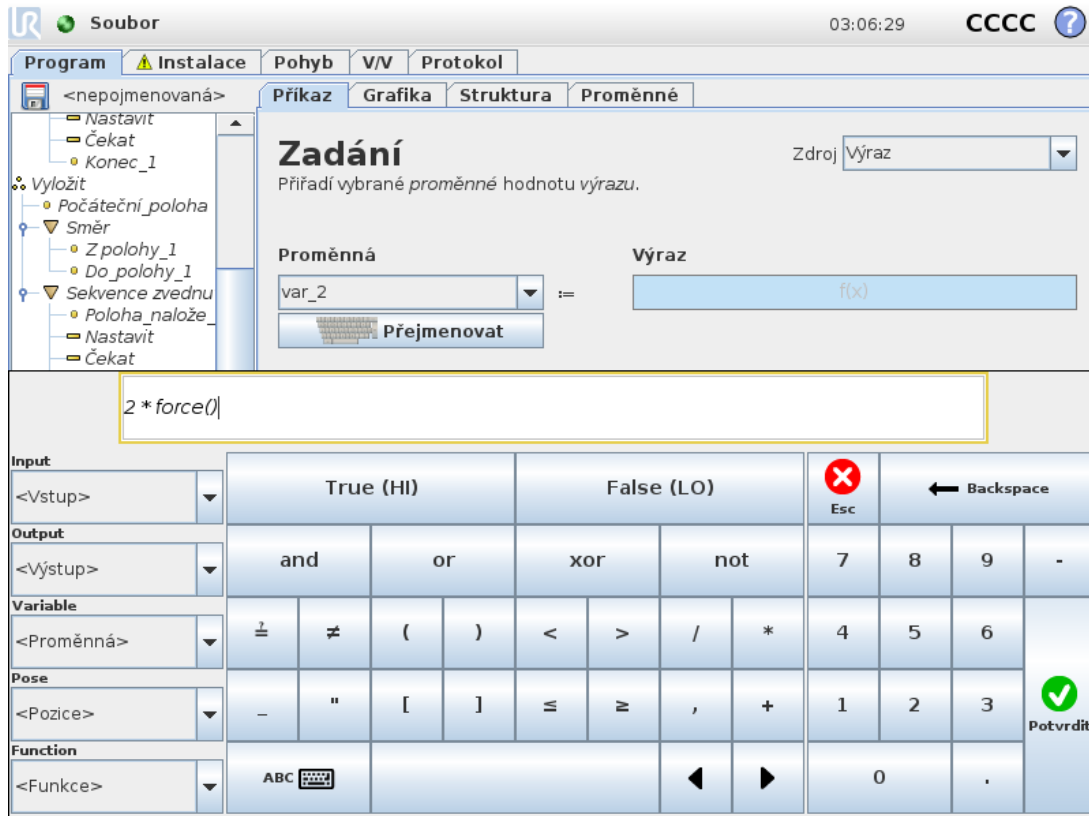 UR Soubor 03:06:29 CCCC ?
Program Instalace Pohyb V/V Protokol
<nepojmenovaná> Příkaz Grafika Struktura Proměnné
Nastavit
Čekat
Konec_1
Vyložit
Počáteční_poloha
Směr
Z polohy_1
Do_polohy_1
Sekvence zvednu
Poloha_nalože_
Nastavit
Čekat
Zadání
Zdroj Výraz
Přiřadí vybrané proměnné hodnotu výrazu.
Proměnná Výraz
var_2 := f(x)
Přejmenovat
2 * force()
Input
<Vstup>
Output
<Výstup>
Variable
<Proměnná>
Pose
<Pozice>
Function
<Funkce>
True (HI) False (LO) Esc Backspace
and or xor not 7 8 9 -
≟ ≠ ( ) < > / * 4 5 6
_ " [ ] ≤ ≥ , + 1 2 3 Potvrdit
ABC 0 .